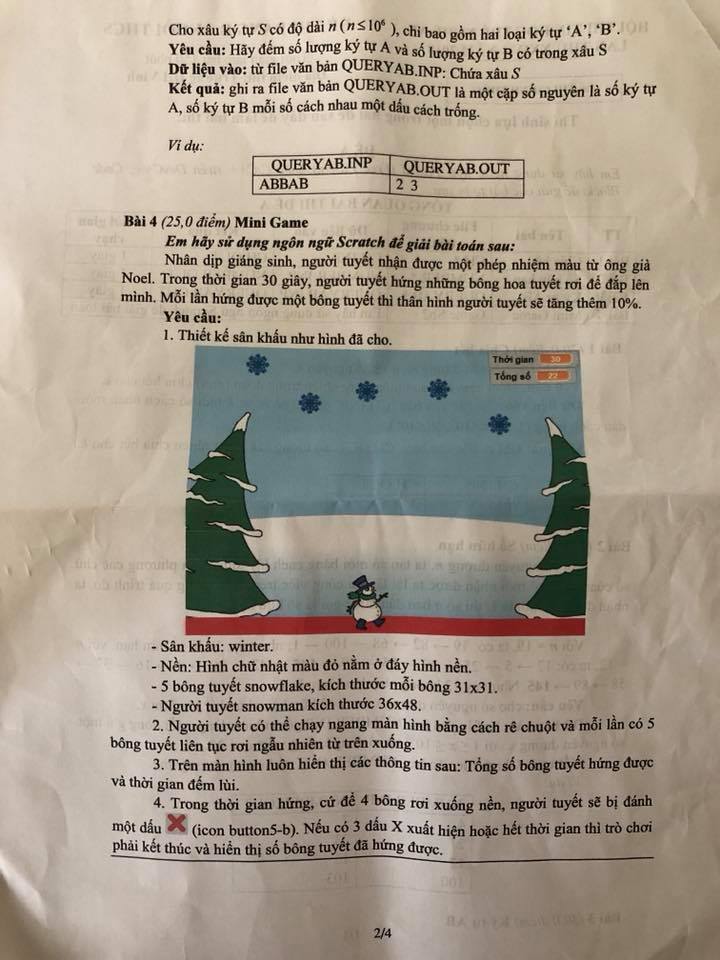 Cho xâu ký tự S có độ dài n ( n ≤ 10⁶ ), chỉ bao gồm hai loại ký tự ‘A’, ‘B’.
Yêu cầu: Hãy đếm số lượng ký tự A và số lượng ký tự B có trong xâu S
Dữ liệu vào: từ file văn bản QUERYAB.INP: Chứa xâu S
Kết quả: ghi ra file văn bản QUERYAB.OUT là một cặp số nguyên là số ký tự
A, số ký tự B mỗi số cách nhau một dấu cách trống.
Ví dụ:
QUERYAB.INP QUERYAB.OUT
ABBAB 2 3
Bài 4 (25,0 điểm) Mini Game
Em hãy sử dụng ngôn ngữ Scratch để giải bài toán sau:
Nhân dịp giáng sinh, người tuyết nhận được một phép nhiệm màu từ ông già
Noel. Trong thời gian 30 giây, người tuyết hứng những bông hoa tuyết rơi để đắp lên
mình. Mỗi lần hứng được một bông tuyết thì thân hình người tuyết sẽ tăng thêm 10%.
Yêu cầu:
1. Thiết kế sân khấu như hình đã cho.
Thời gian 30
Tổng số 22
- Sân khấu: winter.
- Nền: Hình chữ nhật màu đỏ nằm ở đáy hình nền.
- 5 bông tuyết snowflake, kích thước mỗi bông 31x31.
- Người tuyết snowman kích thước 36x48.
2. Người tuyết có thể chạy ngang màn hình bằng cách rê chuột và mỗi lần có 5
bông tuyết liên tục rơi ngẫu nhiên từ trên xuống.
3. Trên màn hình luôn hiển thị các thông tin sau: Tổng số bông tuyết hứng được
và thời gian đếm lùi.
4. Trong thời gian hứng, cứ để 4 bông rơi xuống nền, người tuyết sẽ bị đánh
một dấu (icon button5-b). Nếu có 3 dấu X xuất hiện hoặc hết thời gian thì trò chơi
phải kết thúc và hiển thị số bông tuyết đã hứng được.
2/4